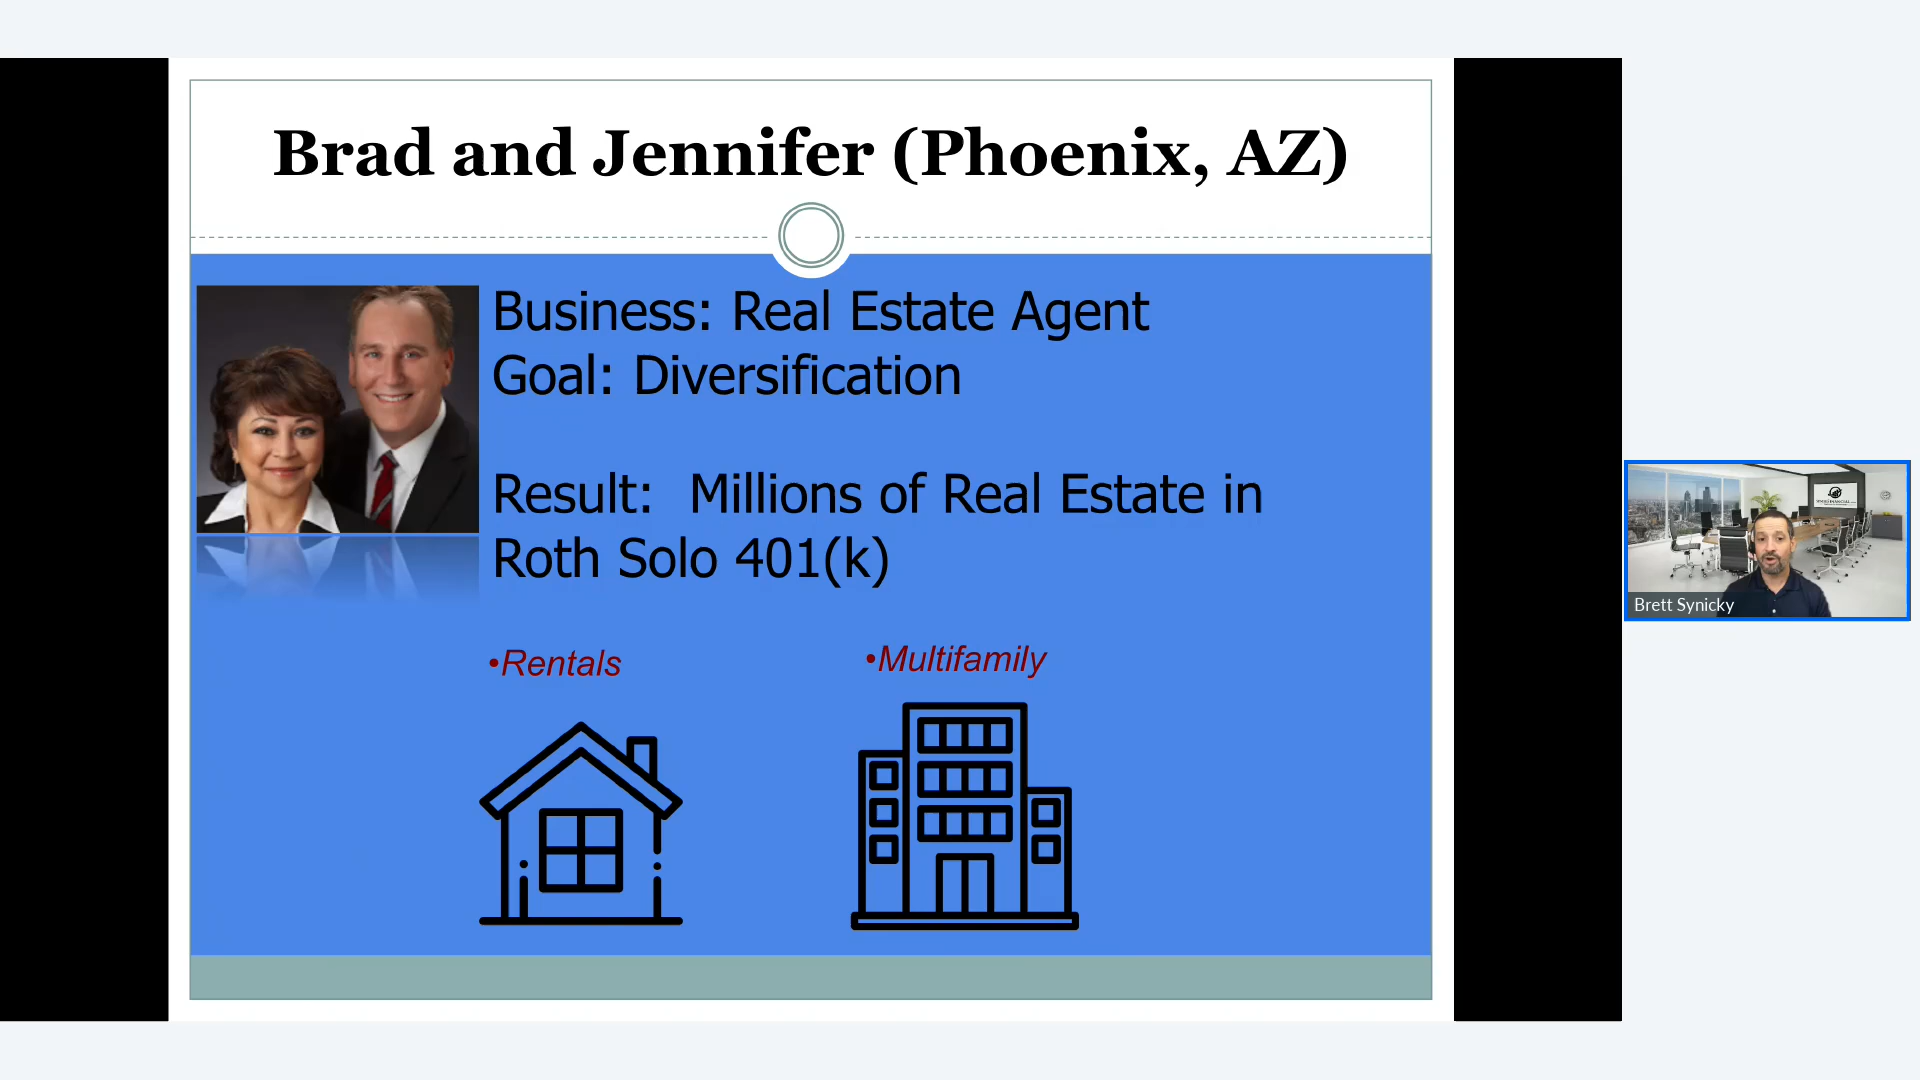 Brad and Jennifer (Phoenix, AZ)
Business: Real Estate Agent
Goal: Diversification
Result:  Millions of Real Estate in
Roth Solo 401(k)
•Rentals
•Multifamily
Brett Synicky